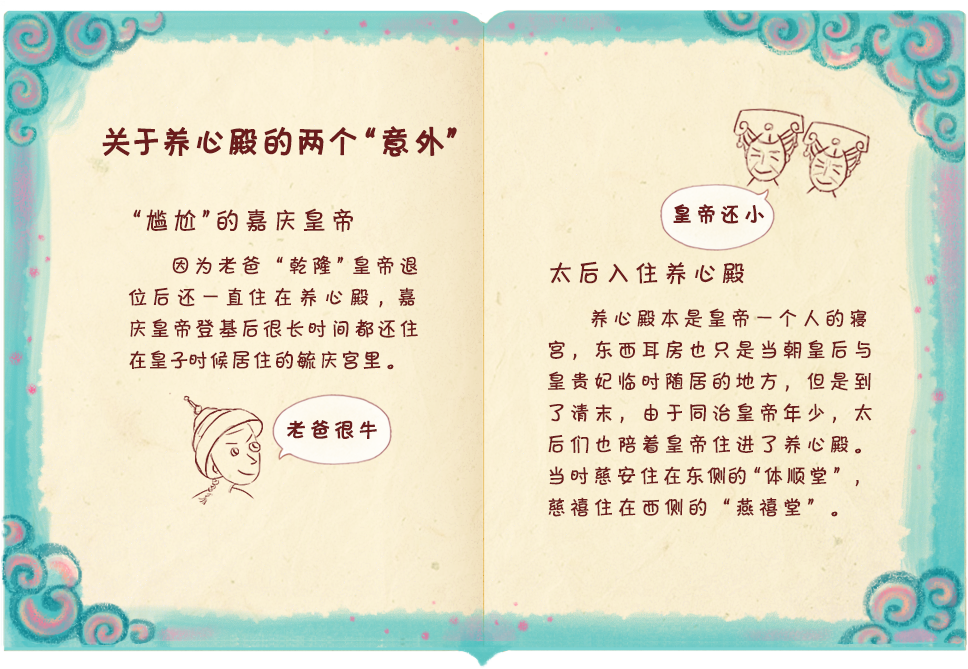 关于养心殿的两个“意外”
“尴尬”的嘉庆皇帝
因为老爸“乾隆”皇帝退
位后还一直住在养心殿，嘉
庆皇帝登基后很长时间都还住
在皇子时候居住的毓庆宫里。
老爸很牛
皇帝还小
太后入住养心殿
养心殿本是皇帝一个人的寝
宫，东西耳房也只是当朝皇后与
皇贵妃临时随居的地方，但是到
了清末，由于同治皇帝年少，太
后们也陪着皇帝住进了养心殿。
当时慈安住在东侧的“体顺堂”，
慈禧住在西侧的“燕禧堂”。